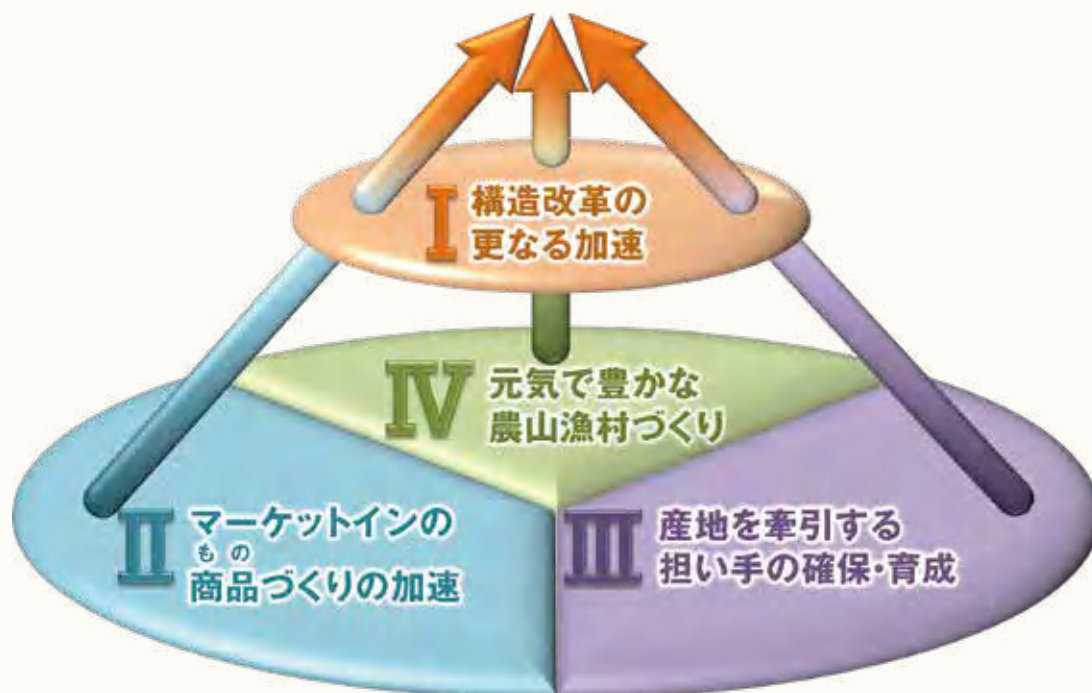 I 構造改革の
更なる加速
IV 元気で豊かな
農山漁村づくり
II マーケットインの
もの
商品づくりの加速
III 産地を牽引する
担い手の確保・育成